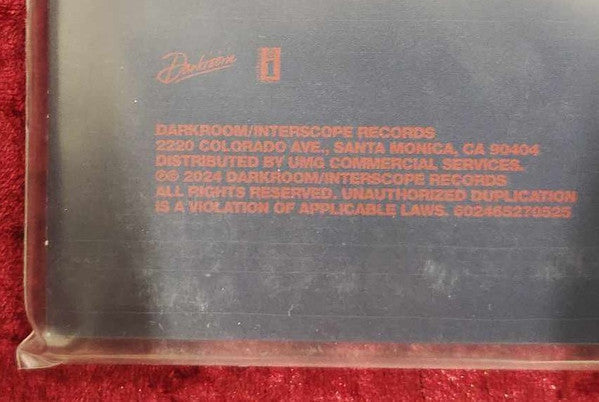 Darkroom
i
DARKROOM/INTERSCOPE RECORDS
2220 COLORADO AVE., SANTA MONICA, CA 90404
DISTRIBUTED BY UMG COMMERCIAL SERVICES.
℗© 2024 DARKROOM/INTERSCOPE RECORDS
ALL RIGHTS RESERVED. UNAUTHORIZED DUPLICATION
IS A VIOLATION OF APPLICABLE LAWS. 602465270525